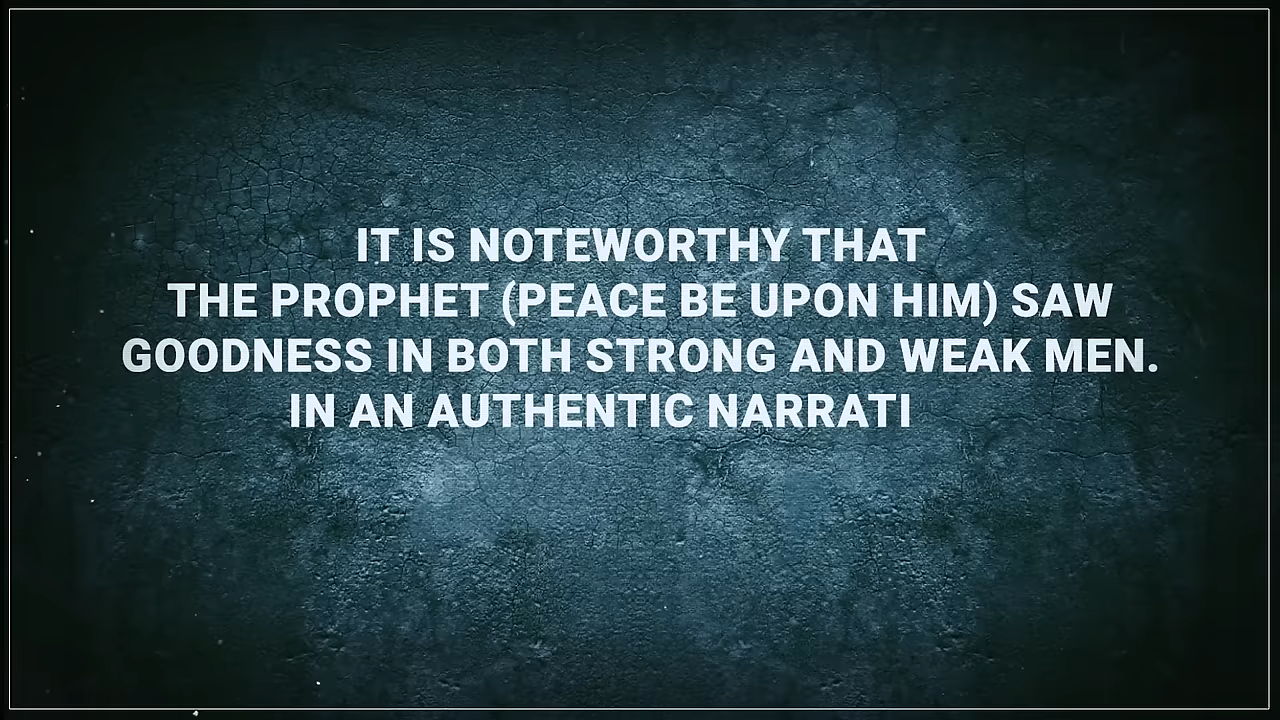 IT IS NOTEWORTHY THAT
THE PROPHET (PEACE BE UPON HIM) SAW
GOODNESS IN BOTH STRONG AND WEAK MEN.
IN AN AUTHENTIC NARRATI